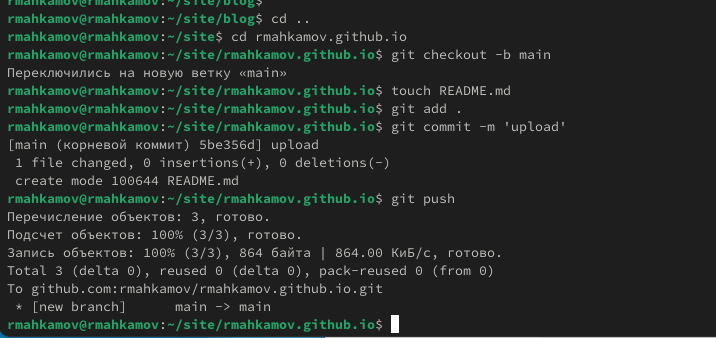 rmahkamov@rmahkamov:~/site/blog$
rmahkamov@rmahkamov:~/site/blog$ cd ..
rmahkamov@rmahkamov:~/site$ cd rmahkamov.github.io
rmahkamov@rmahkamov:~/site/rmahkamov.github.io$ git checkout -b main
Переключились на новую ветку «main»
rmahkamov@rmahkamov:~/site/rmahkamov.github.io$ touch README.md
rmahkamov@rmahkamov:~/site/rmahkamov.github.io$ git add .
rmahkamov@rmahkamov:~/site/rmahkamov.github.io$ git commit -m 'upload'
[main (корневой коммит) 5be356d] upload
 1 file changed, 0 insertions(+), 0 deletions(-)
 create mode 100644 README.md
rmahkamov@rmahkamov:~/site/rmahkamov.github.io$ git push
Перечисление объектов: 3, готово.
Подсчет объектов: 100% (3/3), готово.
Запись объектов: 100% (3/3), 864 байта | 864.00 КиБ/с, готово.
Total 3 (delta 0), reused 0 (delta 0), pack-reused 0 (from 0)
To github.com:rmahkamov/rmahkamov.github.io.git
 * [new branch]      main -> main
rmahkamov@rmahkamov:~/site/rmahkamov.github.io$